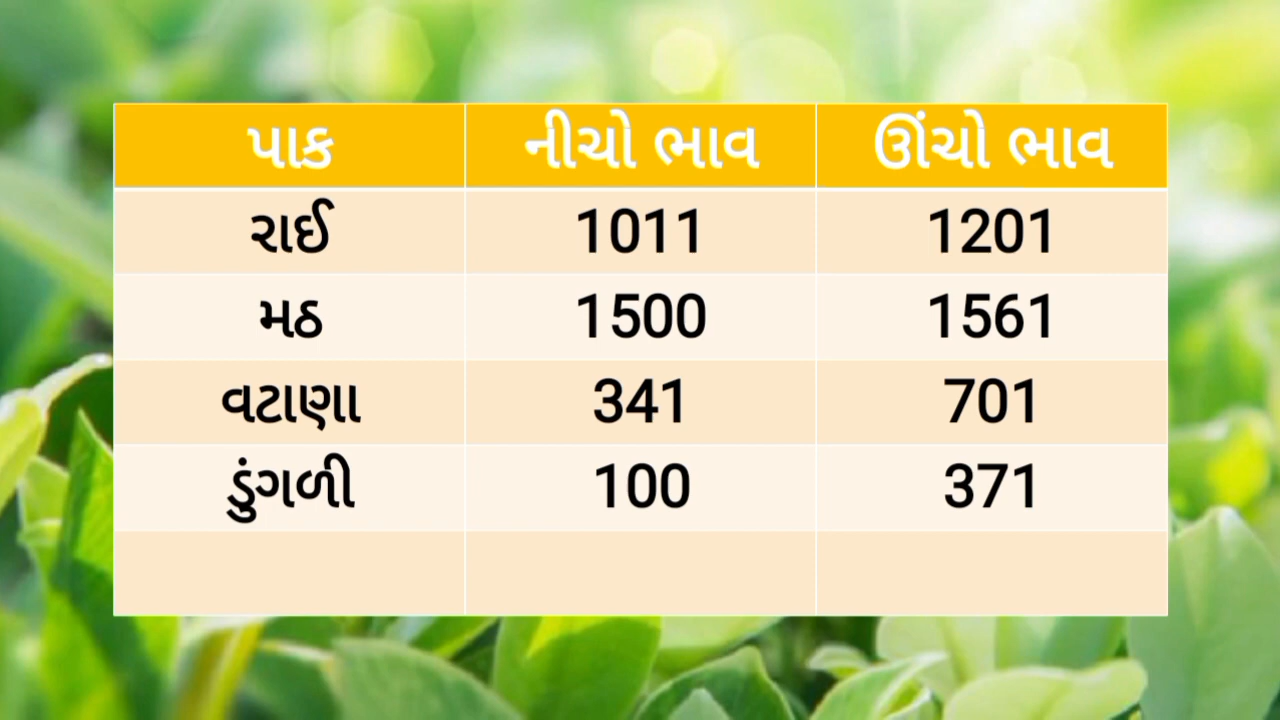 પાક નીચો ભાવ ઊંચો ભાવ
રાઈ 1011 1201
મઠ 1500 1561
વટાણા 341 701
ડુંગળી 100 371